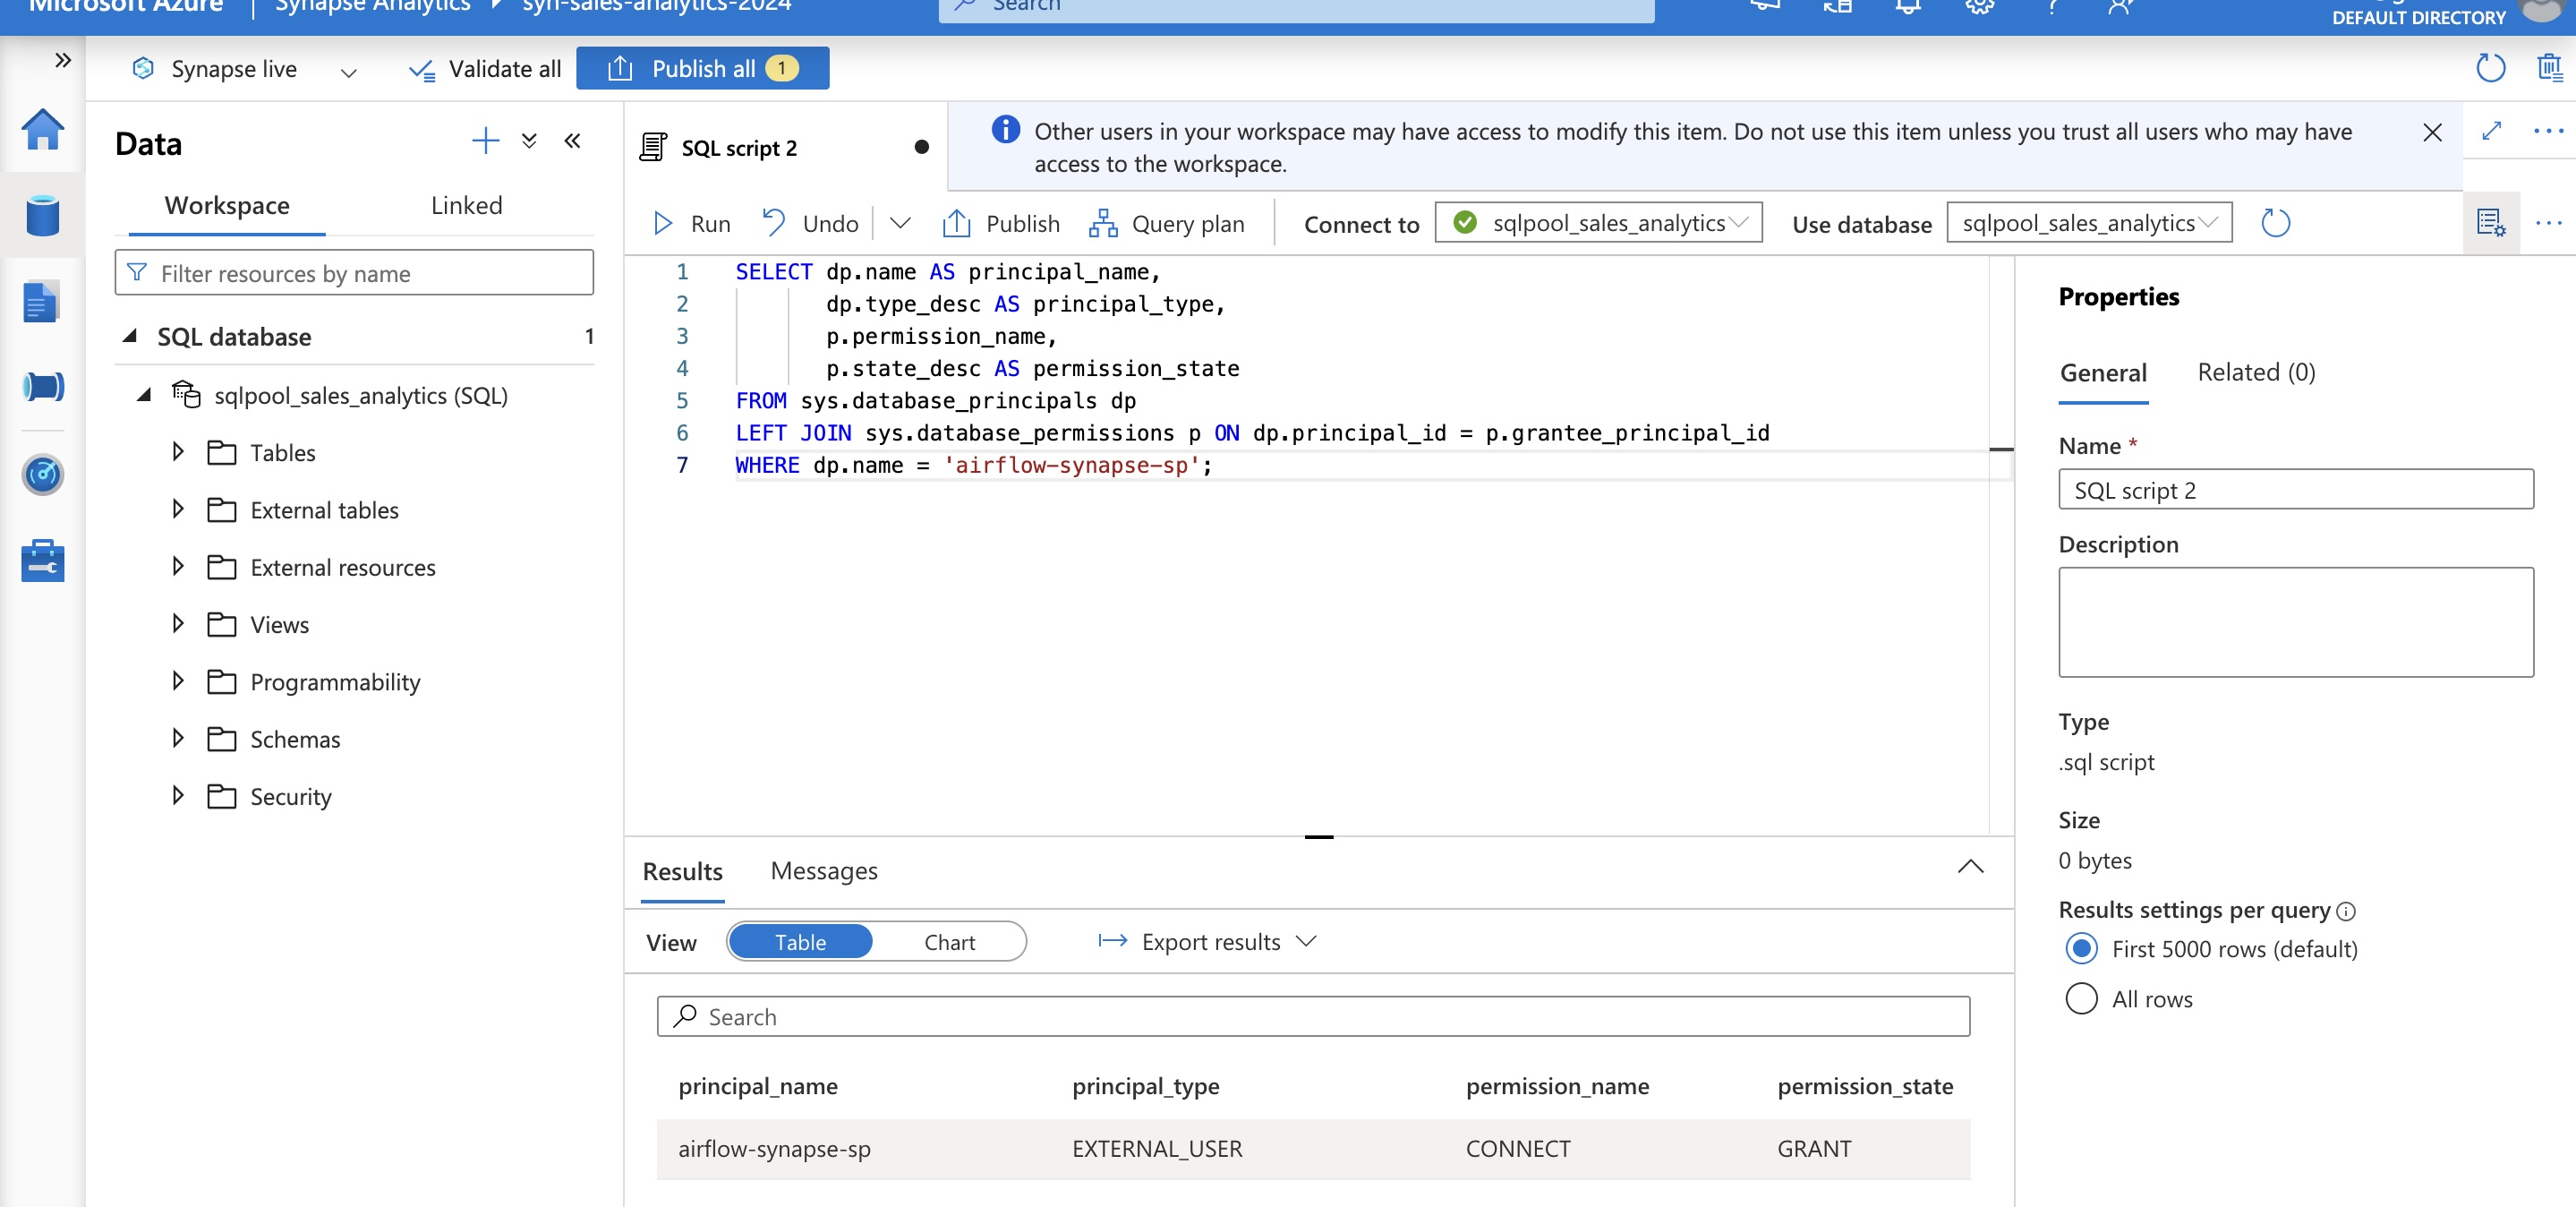 Microsoft Azure Synapse Analytics syn-sales-analytics-2024 Search
DEFAULT DIRECTORY
Synapse live Validate all Publish all 1
Data
Workspace Linked
Filter resources by name
SQL database 1
sqlpool_sales_analytics (SQL)
Tables
External tables
External resources
Views
Programmability
Schemas
Security
SQL script 2
Other users in your workspace may have access to modify this item. Do not use this item unless you trust all users who may have
access to the workspace.
Run Undo Publish Query plan Connect to sqlpool_sales_analytics Use database sqlpool_sales_analytics
1 SELECT dp.name AS principal_name,
2 dp.type_desc AS principal_type,
3 p.permission_name,
4 p.state_desc AS permission_state
5 FROM sys.database_principals dp
6 LEFT JOIN sys.database_permissions p ON dp.principal_id = p.grantee_principal_id
7 WHERE dp.name = 'airflow-synapse-sp';
Results Messages
View Table Chart Export results
Search
principal_name principal_type permission_name permission_state
airflow-synapse-sp EXTERNAL_USER CONNECT GRANT
Properties
General Related (0)
Name *
SQL script 2
Description
Type
.sql script
Size
0 bytes
Results settings per query
First 5000 rows (default)
All rows